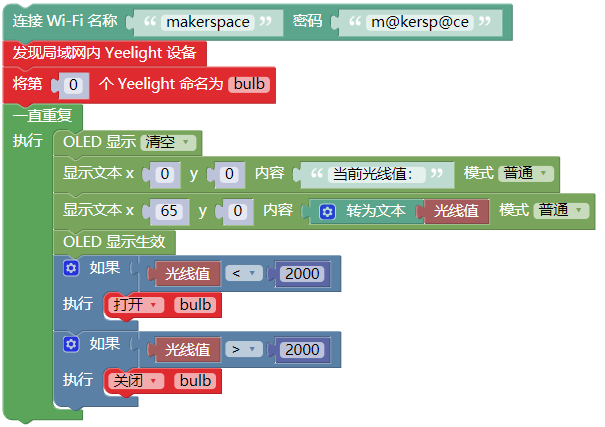 连接 Wi-Fi 名称 “ makerspace ” 密码 “ m@kersp@ce ”
发现局域网内 Yeelight 设备
将第 0 个 Yeelight 命名为 bulb
一直重复
执行 OLED 显示 清空
显示文本 x 0 y 0 内容 “ 当前光线值： ” 模式 普通
显示文本 x 65 y 0 内容 转为文本 光线值 模式 普通
OLED 显示生效
如果 光线值 < 2000
执行 打开 bulb
如果 光线值 > 2000
执行 关闭 bulb